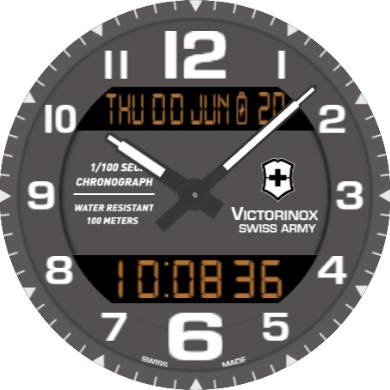 12
11 1
THU 00 JUN 20
10 2
1/100 SEC.
CHRONOGRAPH
WATER RESISTANT
100 METERS
9 3
VICTORINOX
SWISS ARMY
8 4
10:08 36
7 5
6
SWISS MADE